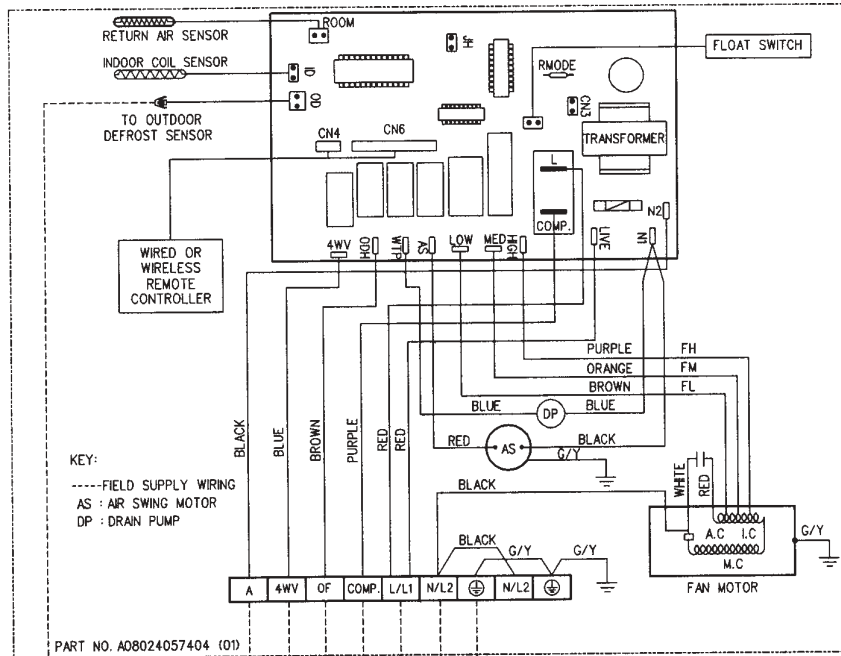 ROOM
RETURN AIR SENSOR
INDOOR COIL SENSOR
ID
OD
TO OUTDOOR
DEFROST SENSOR
HL
RMODE
CN3
FLOAT SWITCH
TRANSFORMER
CN4
CN6
L
COMP.
N2
WIRED OR
WIRELESS
REMOTE
CONTROLLER
4WV
ODH
WTP
AS
LOW
MED
HIGH
LIVE
N1
PURPLE FH
ORANGE FM
BROWN FL
BLUE
DP
BLUE
RED
AS
BLACK
G/Y
BLACK
BLUE
BROWN
PURPLE
RED
RED
KEY:
-----FIELD SUPPLY WIRING
AS : AIR SWING MOTOR
DP : DRAIN PUMP
BLACK
WHITE
RED
BLACK
G/Y
G/Y
A.C
I.C
M.C
G/Y
FAN MOTOR
A
4WV
OF
COMP.
L/L1
N/L2
N/L2
PART NO. A08024057404 (01)